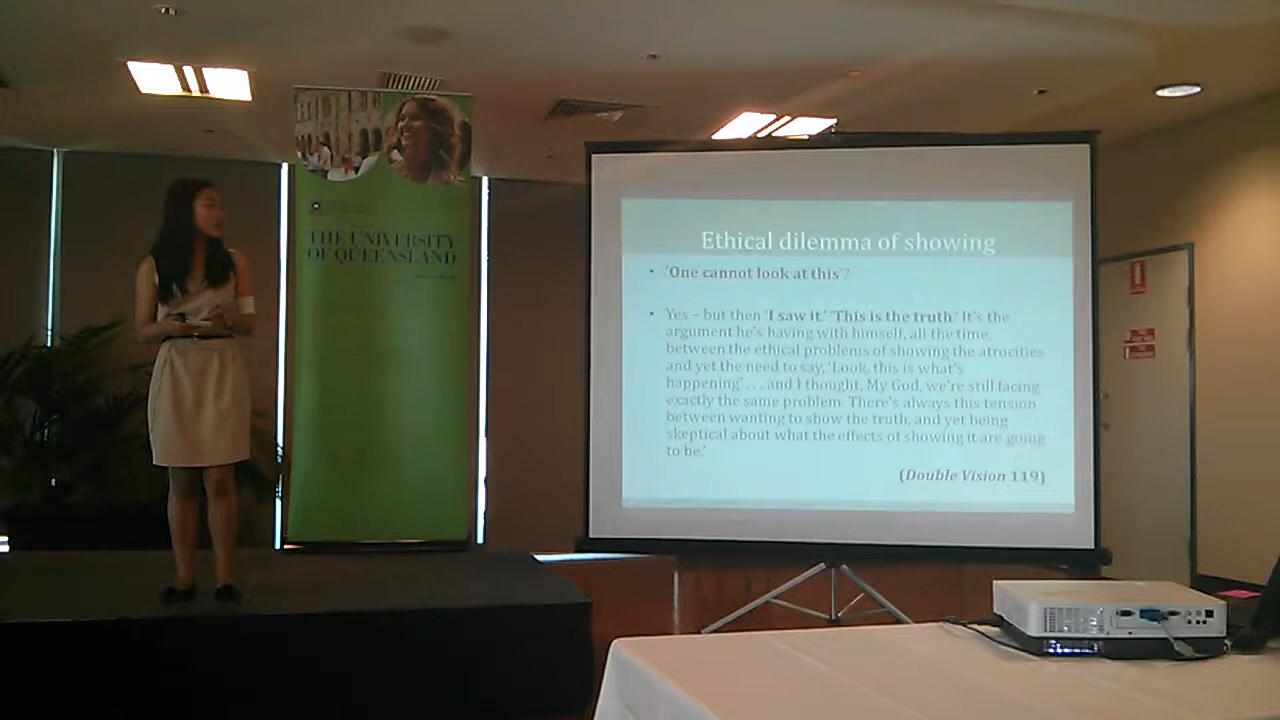 THE UNIVERSITY
OF QUEENSLAND
Ethical dilemma of showing
• 'One cannot look at this'?
• Yes – but then 'I saw it.' 'This is the truth.' It's the
argument he's having with himself, all the time,
between the ethical problems of showing the atrocities
and yet the need to say, 'Look, this is what's
happening' . . . and I thought, My God, we're still facing
exactly the same problem. There's always this tension
between wanting to show the truth, and yet being
skeptical about what the effects of showing it are going
to be.'
(Double Vision 119)